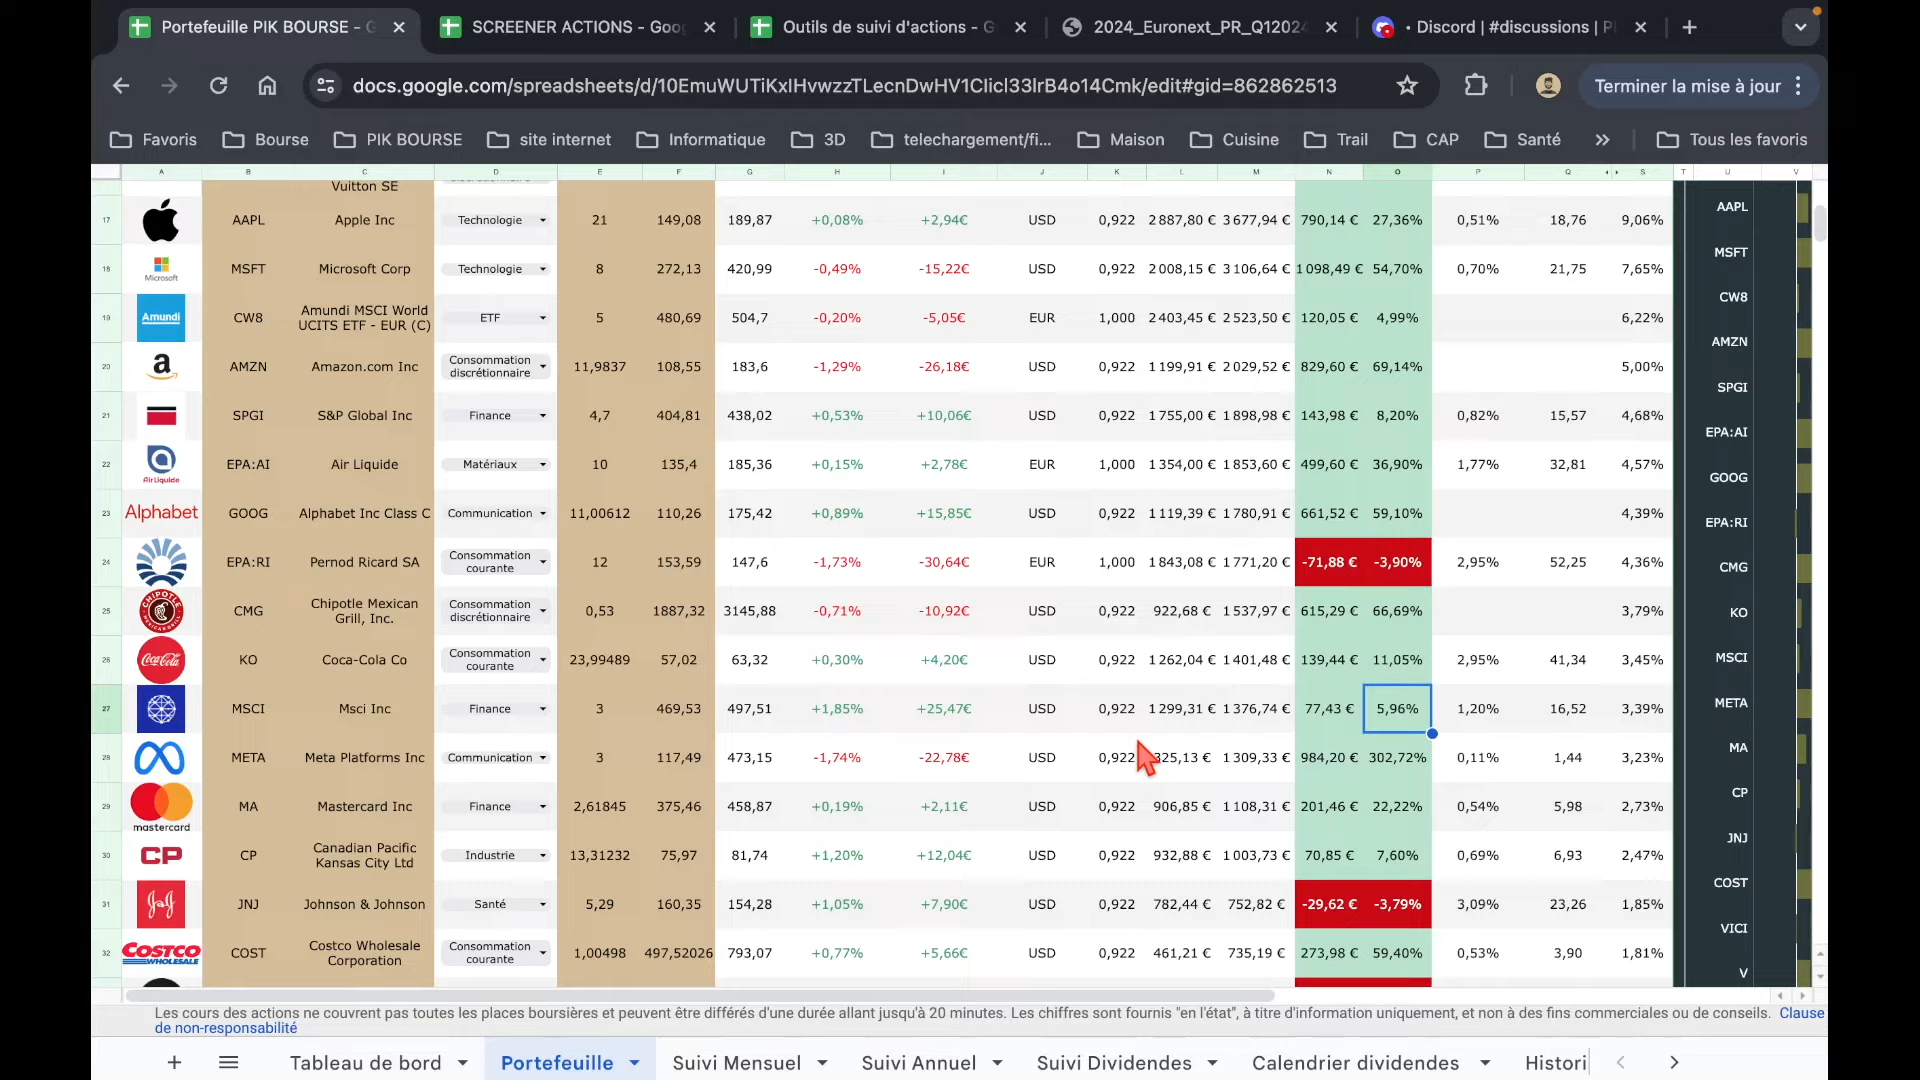 Portefeuille PIK BOURSE - G
SCREENER ACTIONS - Goog
Outils de suivi d'actions - G
2024_Euronext_PR_Q12024
• Discord | #discussions | P
docs.google.com/spreadsheets/d/10EmuWUTiKxIHvwzzTLecnDwHV1CIicl33lrB4o14Cmk/edit#gid=862862513
Terminer la mise à jour
Favoris Bourse PIK BOURSE site internet Informatique 3D telechargement/fi... Maison Cuisine Trail CAP Santé » Tous les favoris
A B C D E F G H I J K L M N O P Q S T U V
Vuitton SE
17 AAPL Apple Inc Technologie 21 149,08 189,87 +0,08% +2,94€ USD 0,922 2 887,80 € 3 677,94 € 790,14 € 27,36% 0,51% 18,76 9,06% AAPL
18 Microsoft MSFT Microsoft Corp Technologie 8 272,13 420,99 -0,49% -15,22€ USD 0,922 2 008,15 € 3 106,64 € 1 098,49 € 54,70% 0,70% 21,75 7,65% MSFT
19 Amundi CW8 Amundi MSCI World UCITS ETF - EUR (C) ETF 5 480,69 504,7 -0,20% -5,05€ EUR 1,000 2 403,45 € 2 523,50 € 120,05 € 4,99% 6,22% CW8
20 a AMZN Amazon.com Inc Consommation discrétionnaire 11,9837 108,55 183,6 -1,29% -26,18€ USD 0,922 1 199,91 € 2 029,52 € 829,60 € 69,14% 5,00% AMZN
21 SPGI S&P Global Inc Finance 4,7 404,81 438,02 +0,53% +10,06€ USD 0,922 1 755,00 € 1 898,98 € 143,98 € 8,20% 0,82% 15,57 4,68% SPGI
22 Air Liquide EPA:AI Air Liquide Matériaux 10 135,4 185,36 +0,15% +2,78€ EUR 1,000 1 354,00 € 1 853,60 € 499,60 € 36,90% 1,77% 32,81 4,57% EPA:AI
23 Alphabet GOOG Alphabet Inc Class C Communication 11,00612 110,26 175,42 +0,89% +15,85€ USD 0,922 1 119,39 € 1 780,91 € 661,52 € 59,10% 4,39% GOOG
24 EPA:RI Pernod Ricard SA Consommation courante 12 153,59 147,6 -1,73% -30,64€ EUR 1,000 1 843,08 € 1 771,20 € -71,88 € -3,90% 2,95% 52,25 4,36% EPA:RI
25 CHIPOTLE CMG Chipotle Mexican Grill, Inc. Consommation discrétionnaire 0,53 1887,32 3145,88 -0,71% -10,92€ USD 0,922 922,68 € 1 537,97 € 615,29 € 66,69% 3,79% CMG
26 Coca-Cola KO Coca-Cola Co Consommation courante 23,99489 57,02 63,32 +0,30% +4,20€ USD 0,922 1 262,04 € 1 401,48 € 139,44 € 11,05% 2,95% 41,34 3,45% KO
27 MSCI Msci Inc Finance 3 469,53 497,51 +1,85% +25,47€ USD 0,922 1 299,31 € 1 376,74 € 77,43 € 5,96% 1,20% 16,52 3,39% MSCI
28 META Meta Platforms Inc Communication 3 117,49 473,15 -1,74% -22,78€ USD 0,922 25,13 € 1 309,33 € 984,20 € 302,72% 0,11% 1,44 3,23% META
29 mastercard MA Mastercard Inc Finance 2,61845 375,46 458,87 +0,19% +2,11€ USD 0,922 906,85 € 1 108,31 € 201,46 € 22,22% 0,54% 5,98 2,73% MA
30 CP CP Canadian Pacific Kansas City Ltd Industrie 13,31232 75,97 81,74 +1,20% +12,04€ USD 0,922 932,88 € 1 003,73 € 70,85 € 7,60% 0,69% 6,93 2,47% CP
31 J&J JNJ Johnson & Johnson Santé 5,29 160,35 154,28 +1,05% +7,90€ USD 0,922 782,44 € 752,82 € -29,62 € -3,79% 3,09% 23,26 1,85% JNJ
32 COSTCO WHOLESALE COST Costco Wholesale Corporation Consommation courante 1,00498 497,52026 793,07 +0,77% +5,66€ USD 0,922 461,21 € 735,19 € 273,98 € 59,40% 0,53% 3,90 1,81% COST
VICI
V
Les cours des actions ne couvrent pas toutes les places boursières et peuvent être différés d'une durée allant jusqu'à 20 minutes. Les chiffres sont fournis "en l'état", à titre d'information uniquement, et non à des fins commerciales ou de conseils. Clause
de non-responsabilité
Tableau de bord Portefeuille Suivi Mensuel Suivi Annuel Suivi Dividendes Calendrier dividendes Histori